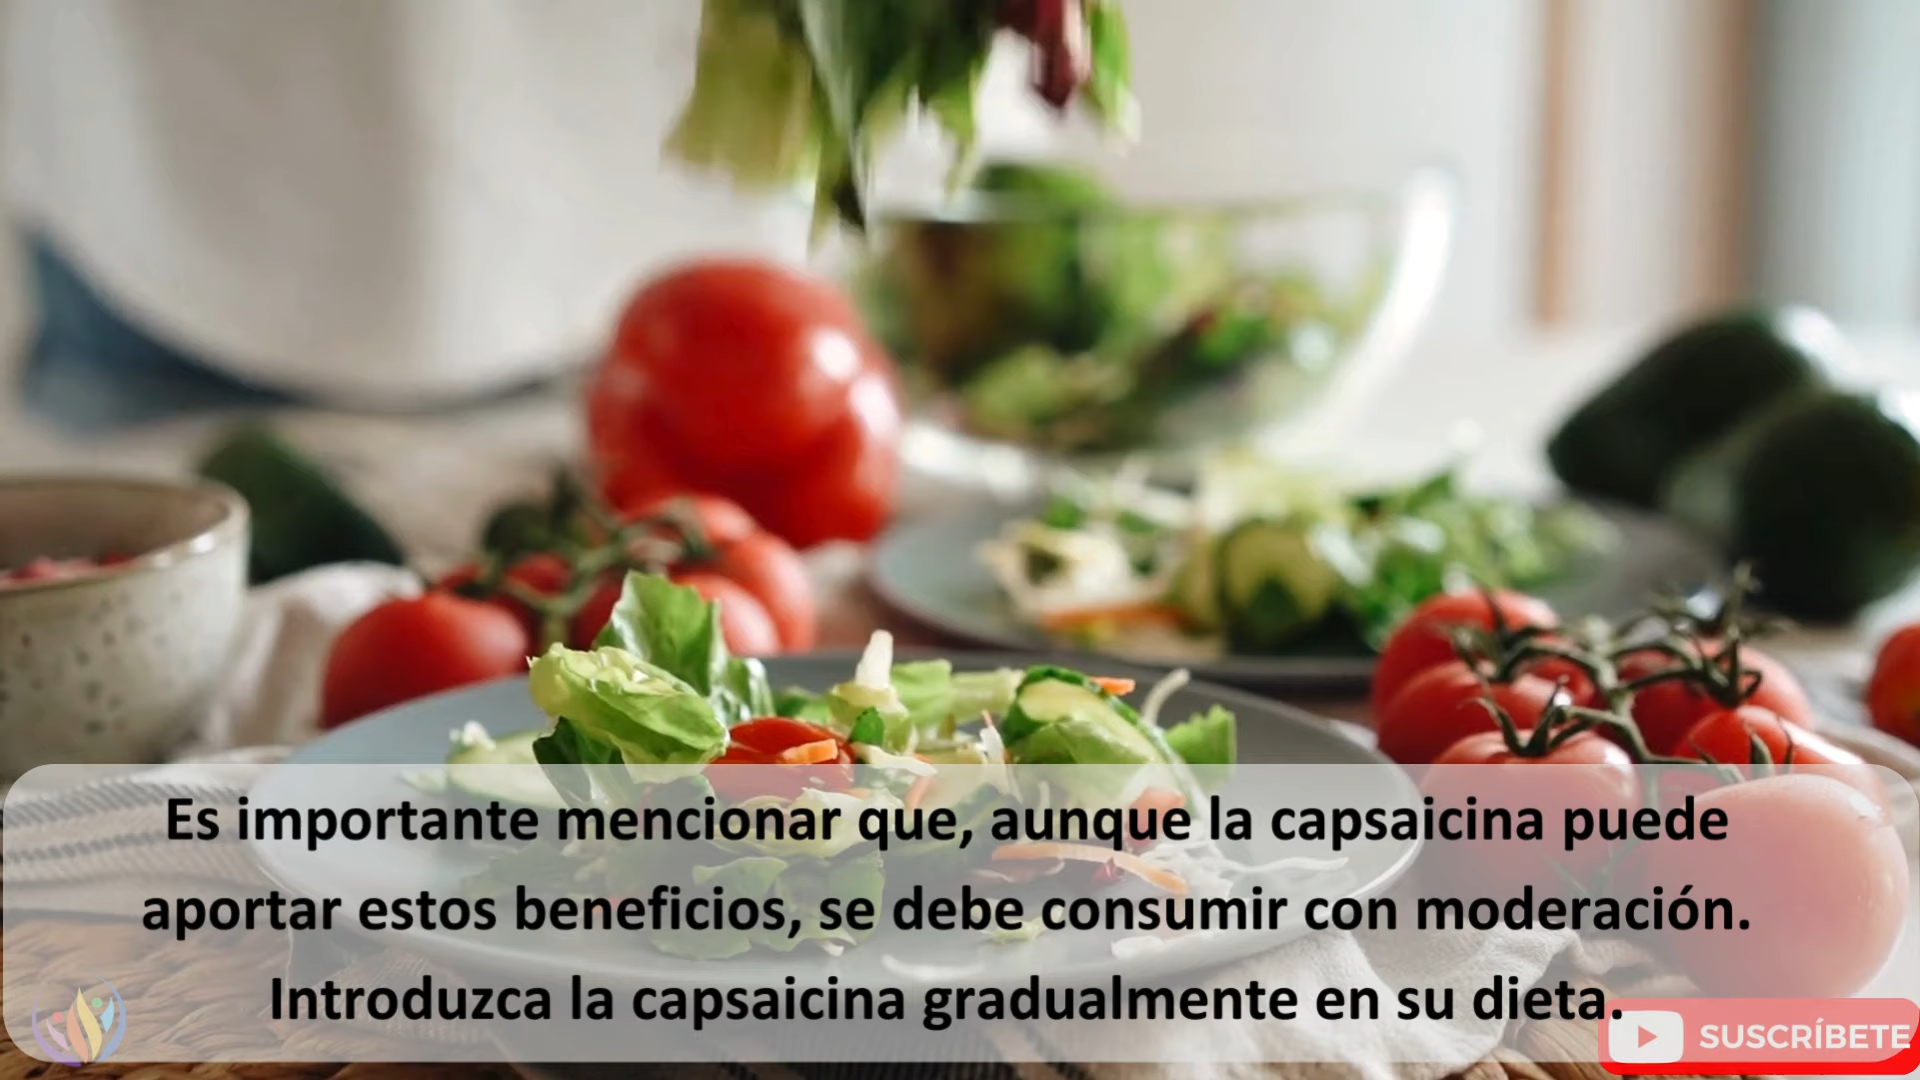 Es importante mencionar que, aunque la capsaicina puede
aportar estos beneficios, se debe consumir con moderación.
Introduzca la capsaicina gradualmente en su dieta.
SUSCRÍBETE